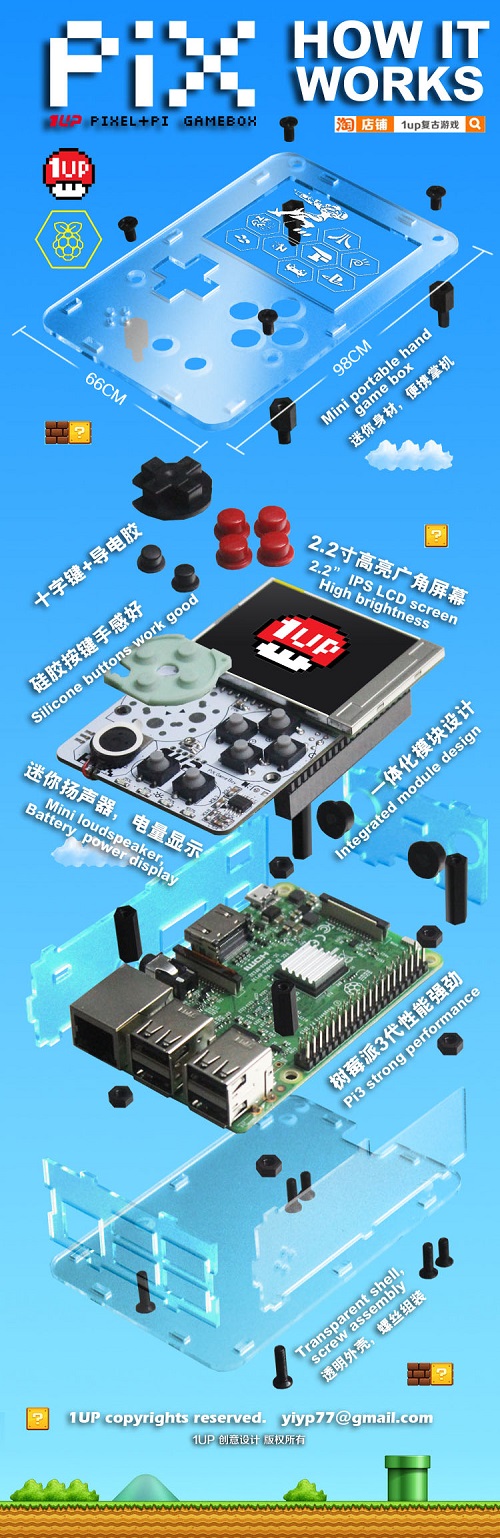 PiX
HOW IT
WORKS
1UP PIXEL+PI GAMEBOX
淘 店铺 1up复古游戏
1UP
66CM
98CM
Mini portable hand
game box
迷你身材，便携掌机
十字键+导电胶
2.2寸高亮广角屏幕
2.2" IPS LCD screen
High brightness
硅胶按键手感好
Silicone buttons work good
1UP
一体化模块设计
Integrated module design
迷你扬声器，电量显示
Mini loudspeaker,
Battery power display
树莓派3代性能强劲
Pi3 strong performance
Transparent shell,
screw assembly
透明外壳，螺丝组装
1UP copyrights reserved. yiyp77@gmail.com
1UP 创意设计 版权所有